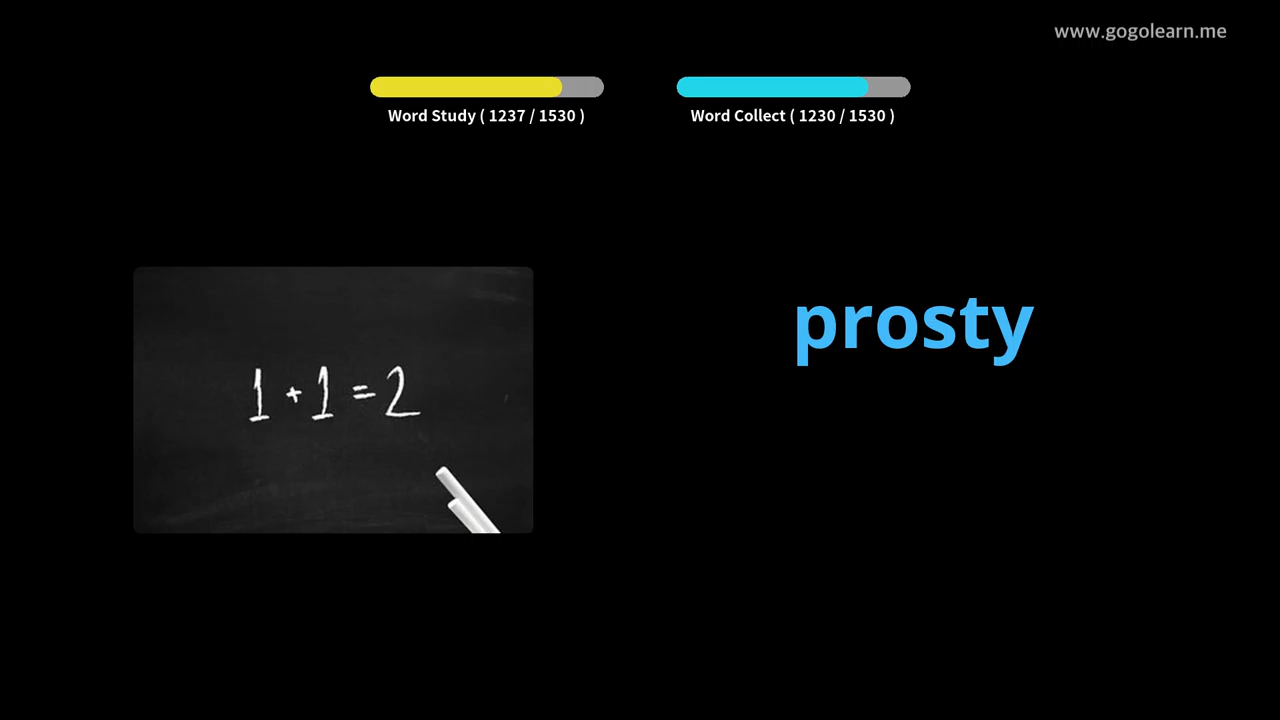 www.gogolearn.me
Word Study ( 1237 / 1530 )
Word Collect ( 1230 / 1530 )
prosty
1 + 1 = 2